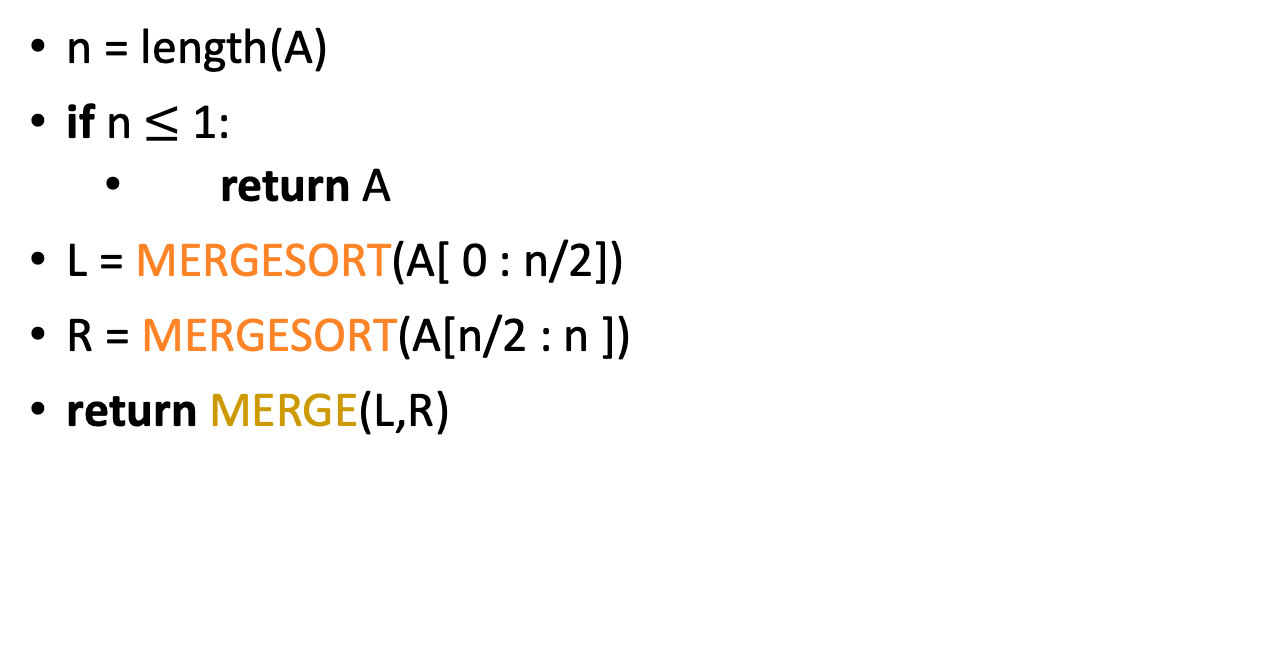 • n = length(A)
• if n ≤ 1:
• return A
• L = MERGESORT(A[ 0 : n/2])
• R = MERGESORT(A[n/2 : n ])
• return MERGE(L,R)